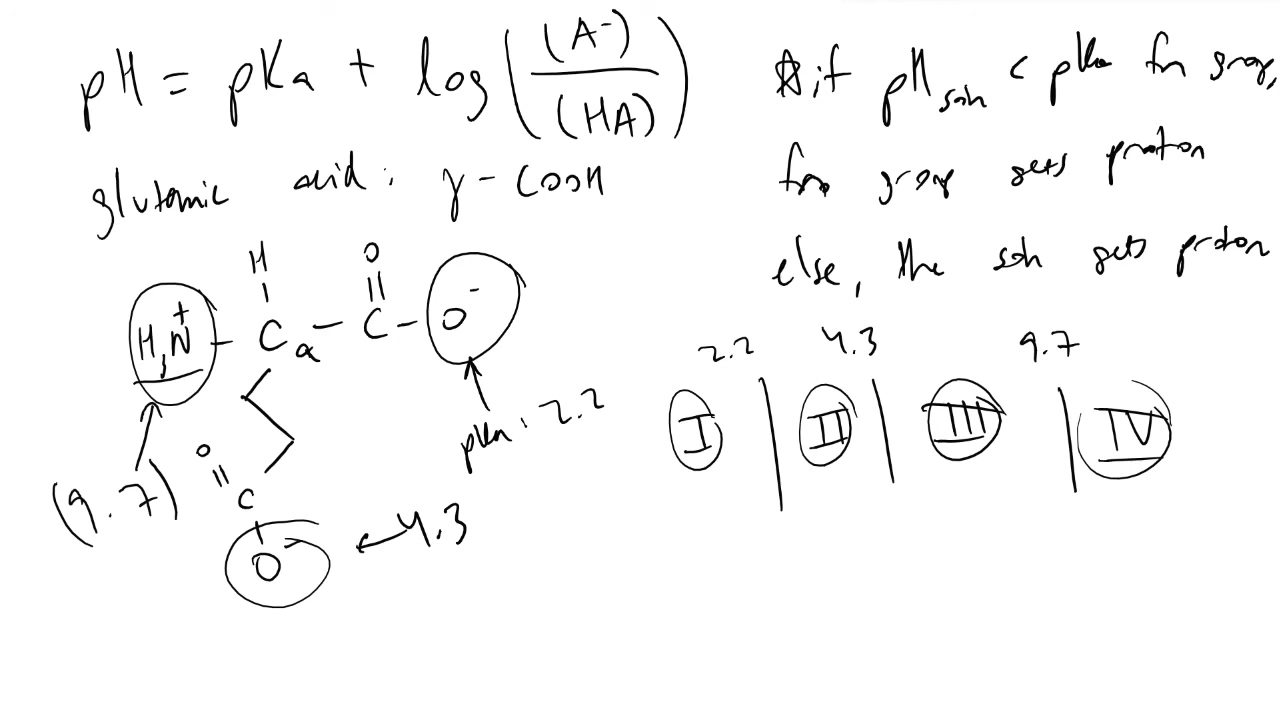 pH = pKa + log ( (A-) / (HA) )
glutamic acid: γ - COOH
H O
|| 
H3N+ - Cα - C - O-
pKa: 2.2
(9.7)
O
||
C
O-
← 4.3
☆ if pH soln < pKa for group,
for group gets proton
else, the soln gets proton
2.2 4.3 9.7
I | II | III | IV